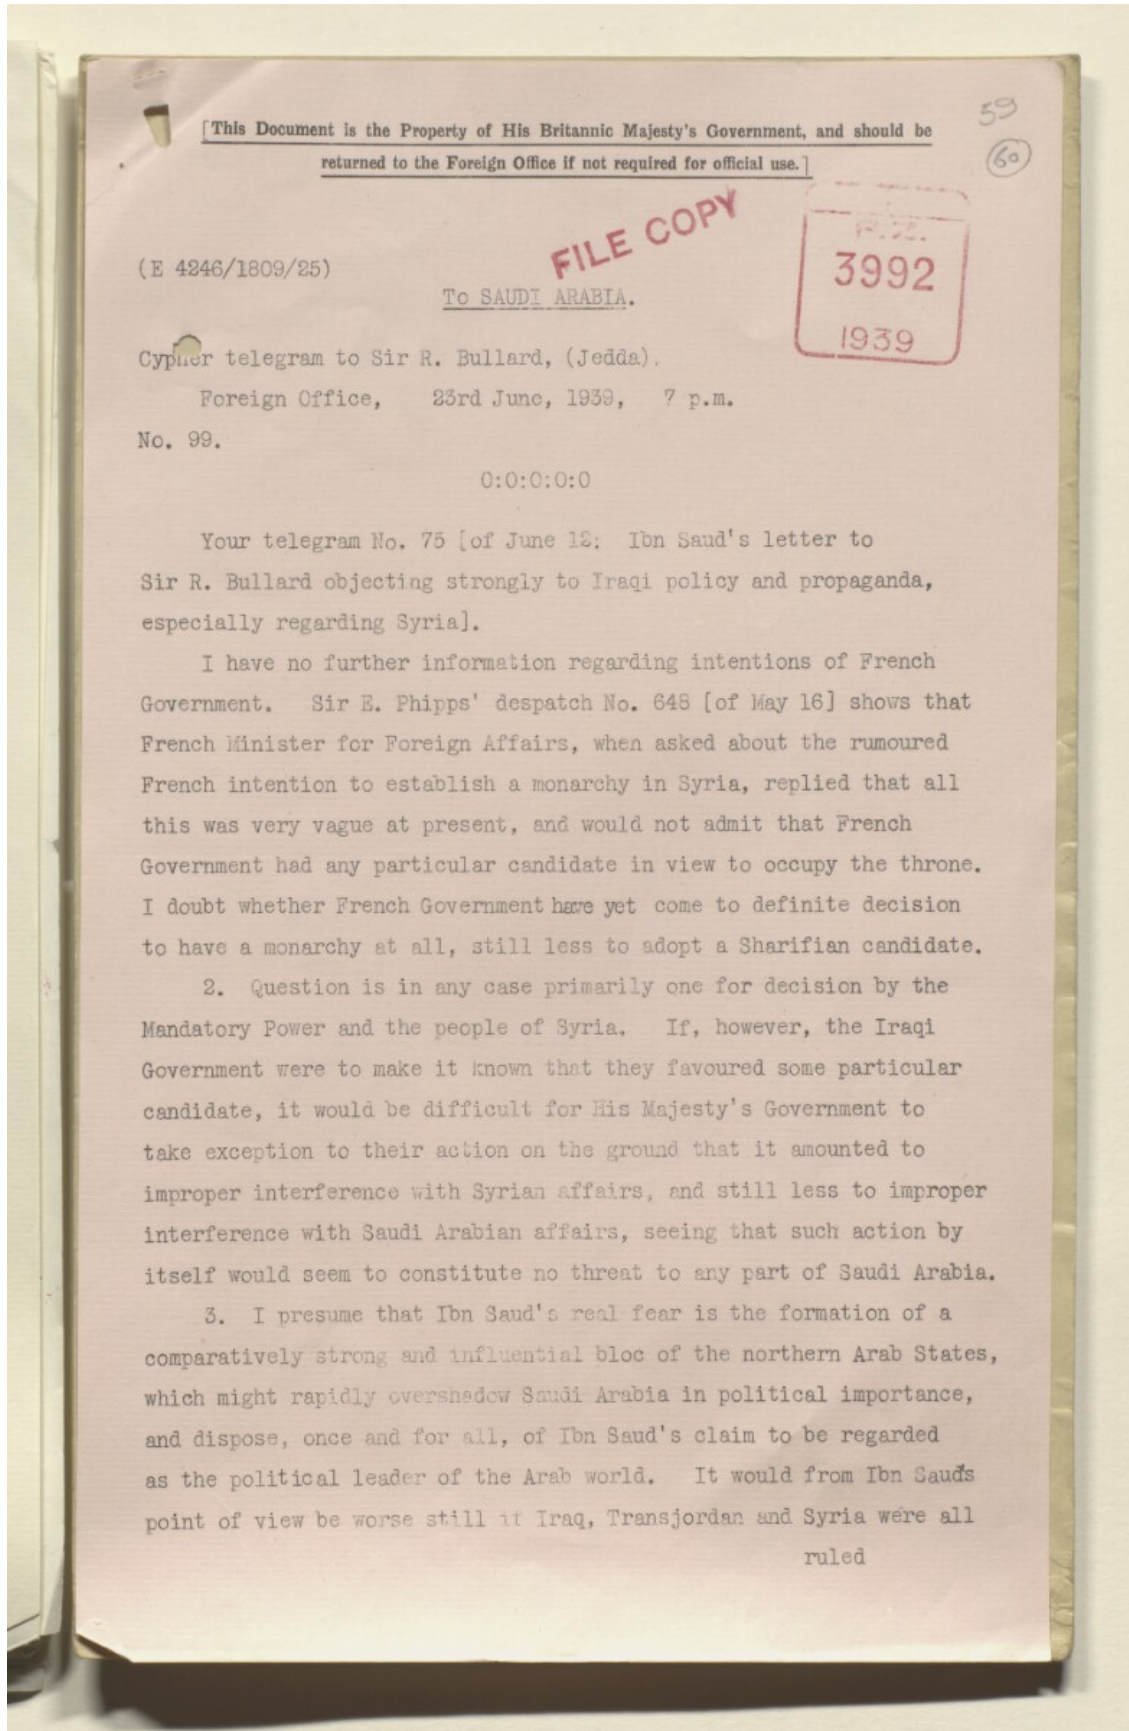 [This Document is the Property of His Britannic Majesty's Government, and should be
returned to the Foreign Office if not required for official use.]
59
60
FILE COPY
P.Z.
3992
1939
(E 4246/1809/25)
To SAUDI ARABIA.
Cypher telegram to Sir R. Bullard, (Jedda).
Foreign Office, 23rd June, 1939, 7 p.m.
No. 99.
0:0:0:0:0
Your telegram No. 75 [of June 12: Ibn Saud's letter to
Sir R. Bullard objecting strongly to Iraqi policy and propaganda,
especially regarding Syria].
I have no further information regarding intentions of French
Government. Sir E. Phipps' despatch No. 648 [of May 16] shows that
French Minister for Foreign Affairs, when asked about the rumoured
French intention to establish a monarchy in Syria, replied that all
this was very vague at present, and would not admit that French
Government had any particular candidate in view to occupy the throne.
I doubt whether French Government have yet come to definite decision
to have a monarchy at all, still less to adopt a Sharifian candidate.
2. Question is in any case primarily one for decision by the
Mandatory Power and the people of Syria. If, however, the Iraqi
Government were to make it known that they favoured some particular
candidate, it would be difficult for His Majesty's Government to
take exception to their action on the ground that it amounted to
improper interference with Syrian affairs, and still less to improper
interference with Saudi Arabian affairs, seeing that such action by
itself would seem to constitute no threat to any part of Saudi Arabia.
3. I presume that Ibn Saud's real fear is the formation of a
comparatively strong and influential bloc of the northern Arab States,
which might rapidly overshadow Saudi Arabia in political importance,
and dispose, once and for all, of Ibn Saud's claim to be regarded
as the political leader of the Arab world. It would from Ibn Saud's
point of view be worse still if Iraq, Transjordan and Syria were all
ruled